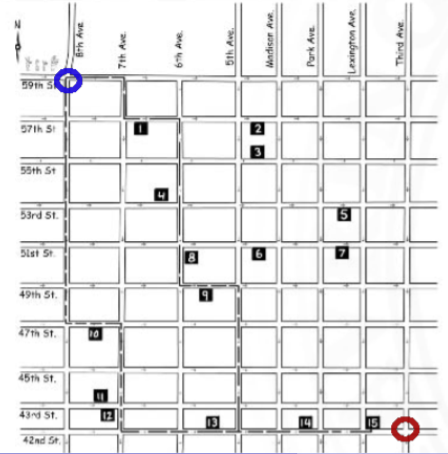 N
8th Ave.
7th Ave.
6th Ave.
5th Ave.
Madison Ave.
Park Ave.
Lexington Ave.
Third Ave.
59th St
57th St
1
2
3
55th St
4
53rd St.
5
51st St.
8
6
7
49th St.
9
47th St.
10
45th St.
11
43rd St.
12
13
14
15
42nd St.